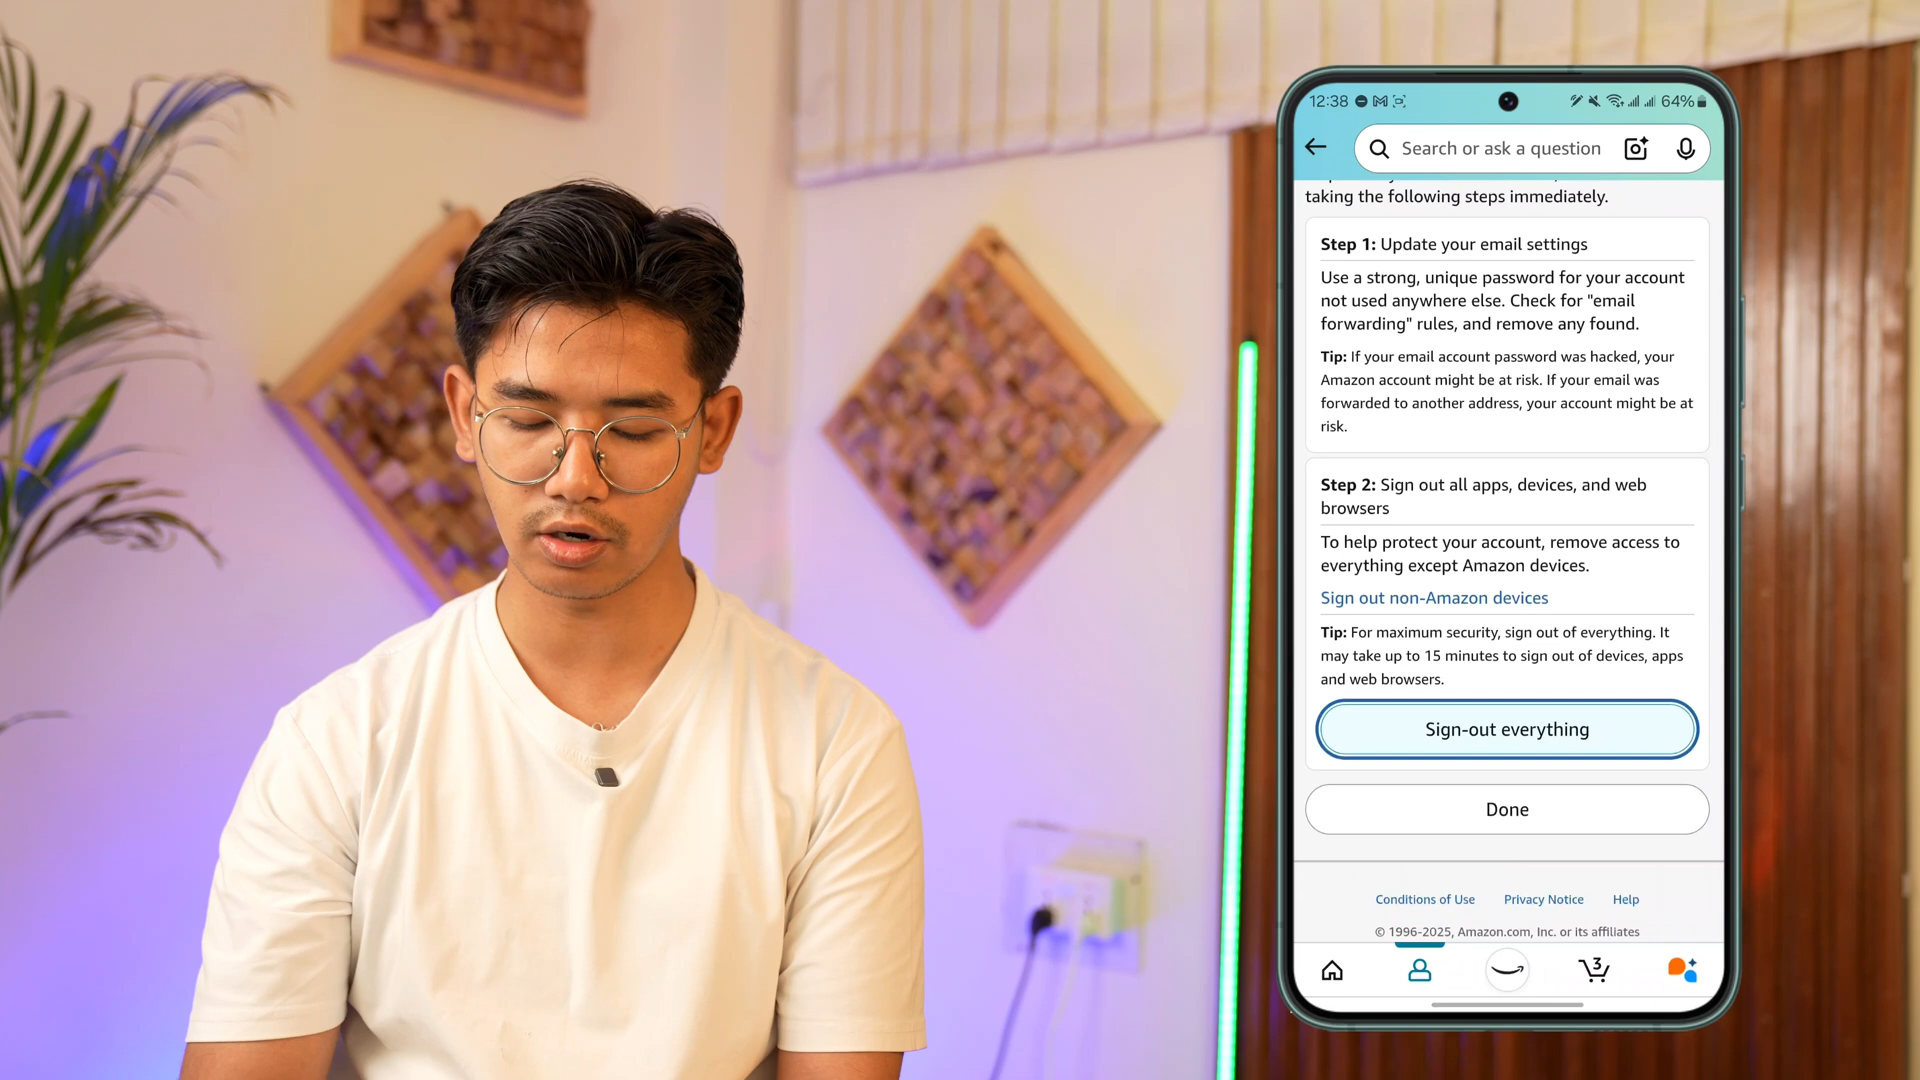 12:38
64%
Search or ask a question
taking the following steps immediately.
Step 1: Update your email settings
Use a strong, unique password for your account
not used anywhere else. Check for "email
forwarding" rules, and remove any found.
Tip: If your email account password was hacked, your
Amazon account might be at risk. If your email was
forwarded to another address, your account might be at
risk.
Step 2: Sign out all apps, devices, and web
browsers
To help protect your account, remove access to
everything except Amazon devices.
Sign out non-Amazon devices
Tip: For maximum security, sign out of everything. It
may take up to 15 minutes to sign out of devices, apps
and web browsers.
Sign-out everything
Done
Conditions of Use Privacy Notice Help
© 1996-2025, Amazon.com, Inc. or its affiliates
3